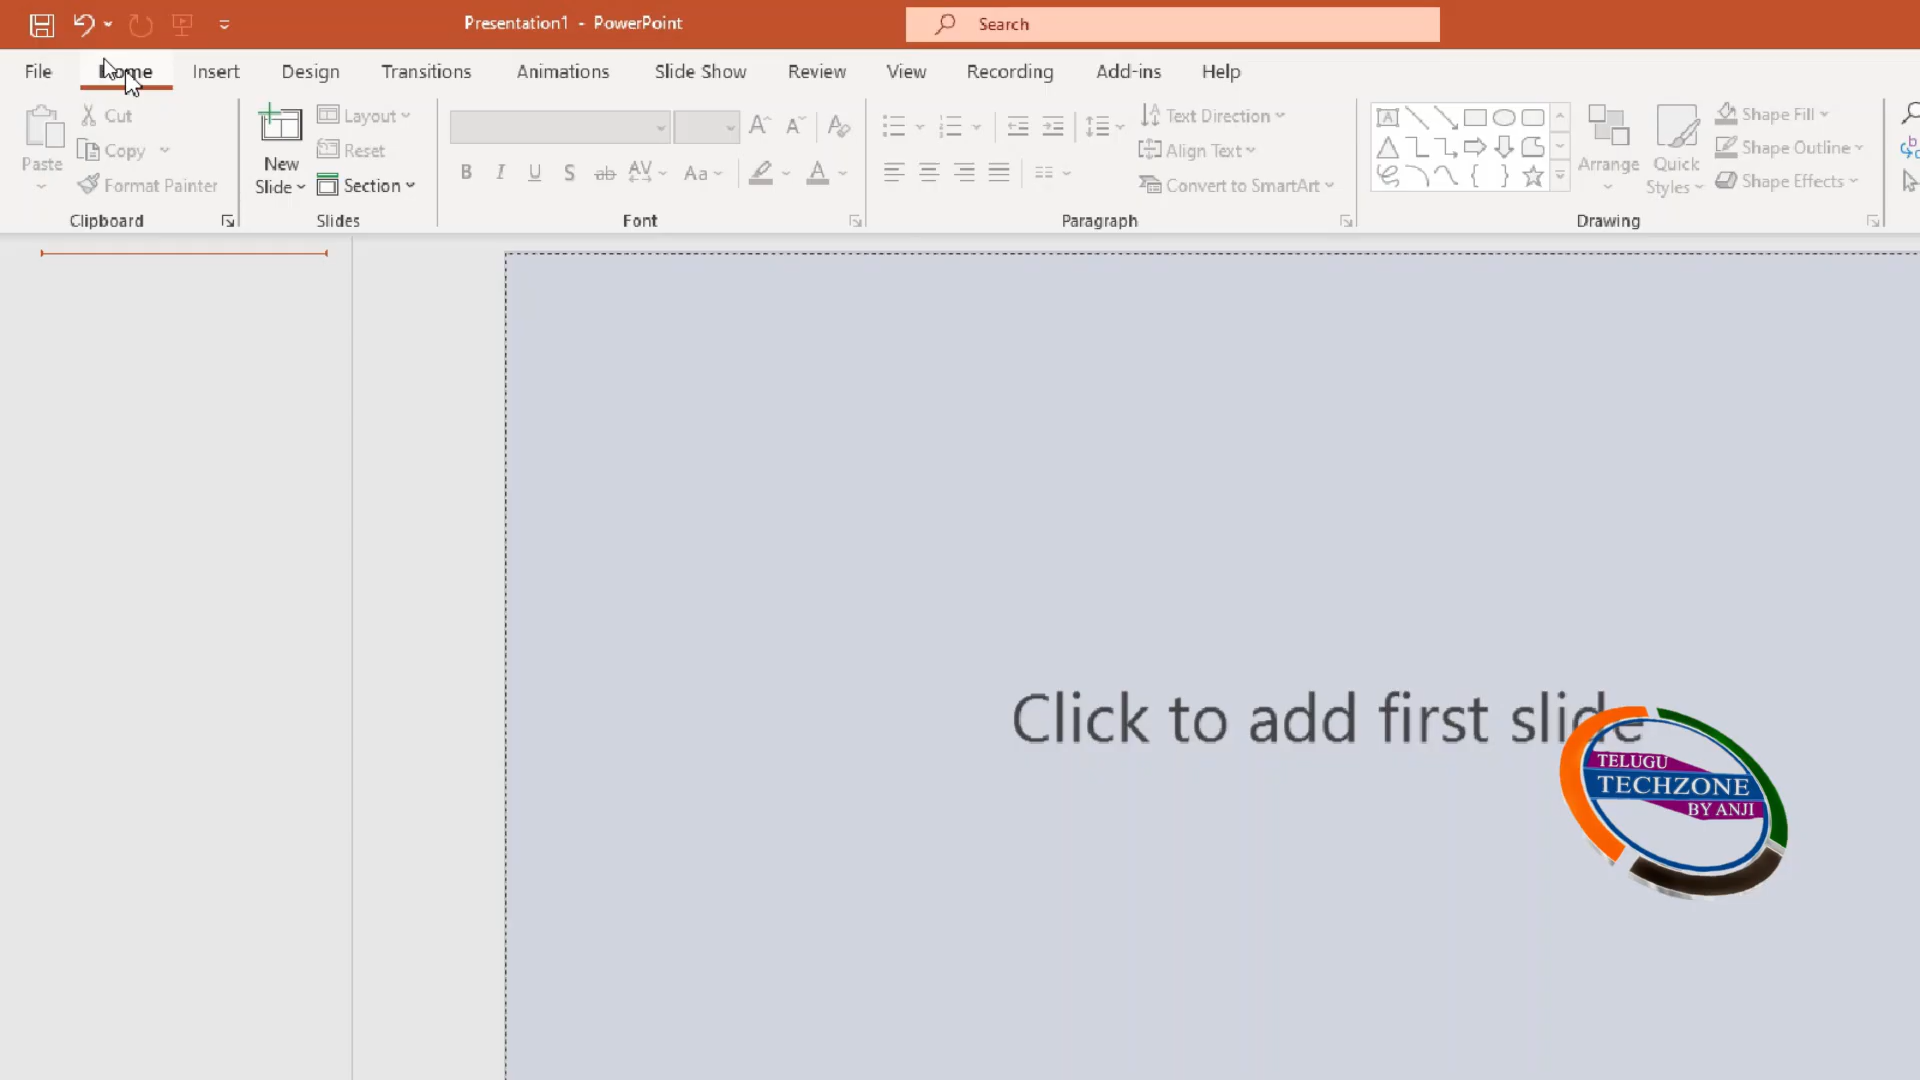 Presentation1 - PowerPoint
Search
File Home Insert Design Transitions Animations Slide Show Review View Recording Add-ins Help
Paste
Cut
Copy
Format Painter
Clipboard
New
Slide
Layout
Reset
Section
Slides
B I U S ab AV Aa A
Font
Text Direction
Align Text
Convert to SmartArt
Paragraph
Arrange
Quick
Styles
Shape Fill
Shape Outline
Shape Effects
Drawing
Click to add first slide
TELUGU
TECHZONE
BY ANJI